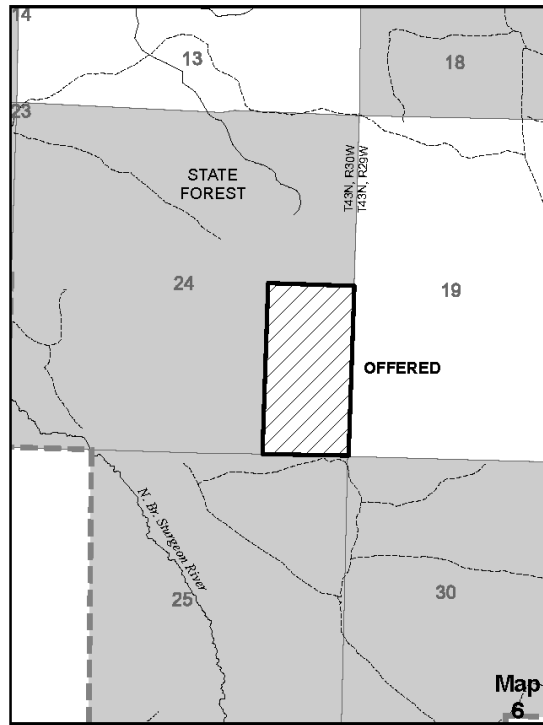 14
13
18
23
STATE
FOREST
T43N, R30W
T43N, R29W
24
19
OFFERED
N. Br. Sturgeon River
25
30
Map
6